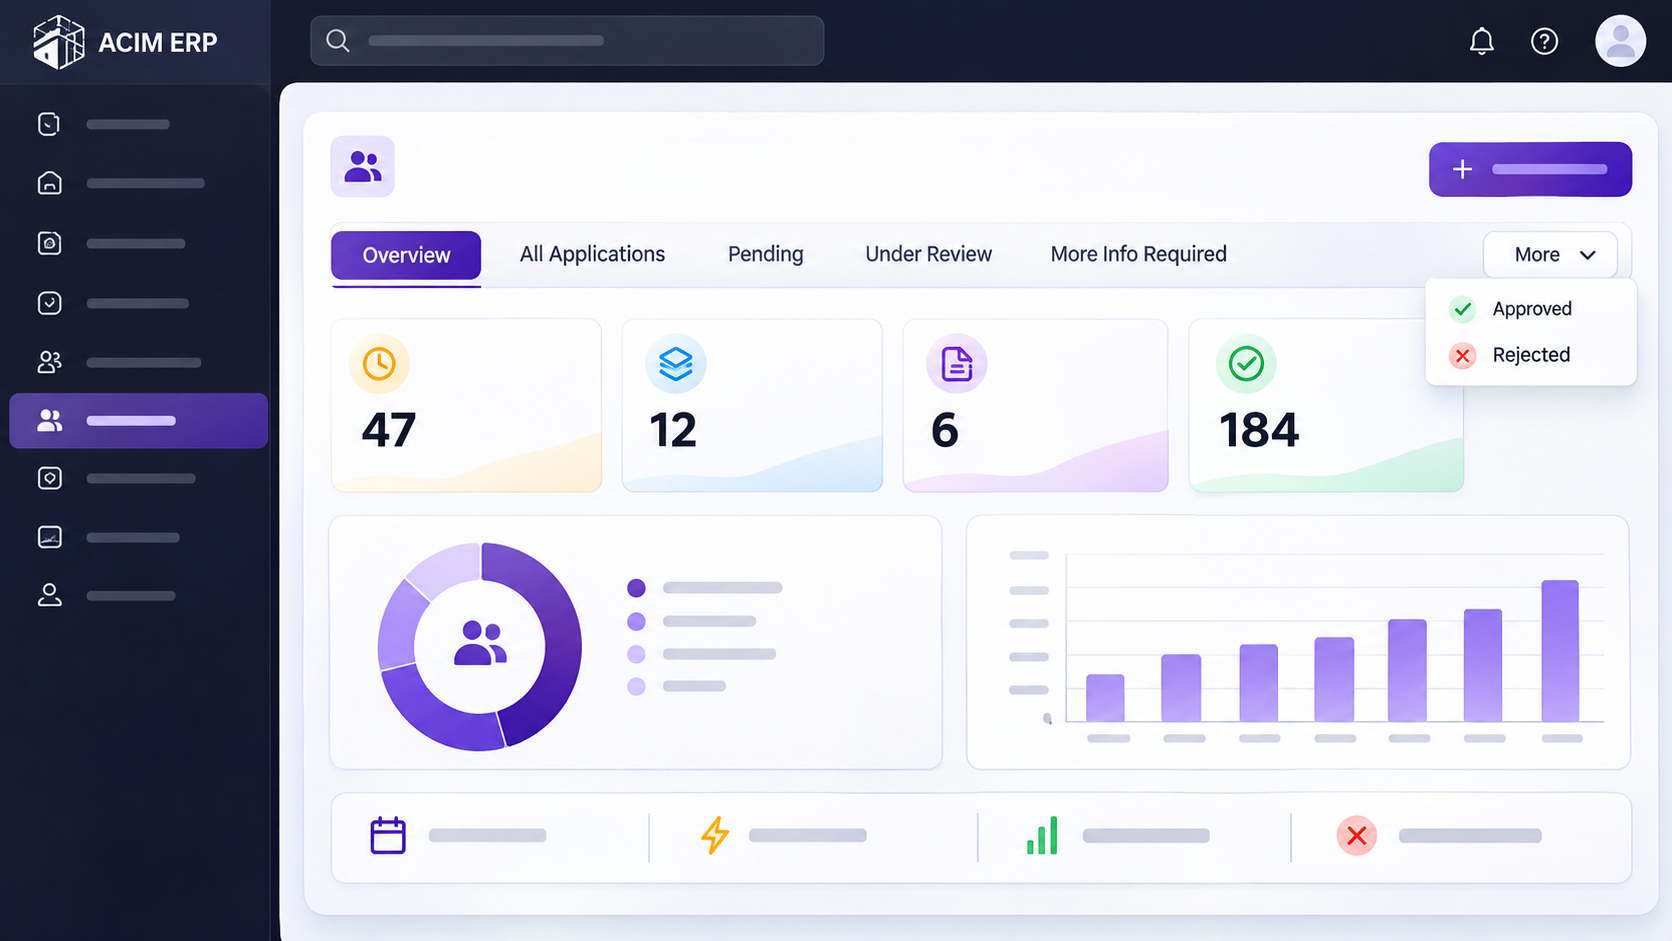 ACIM ERP
Overview
All Applications
Pending
Under Review
More Info Required
More
Approved
Rejected
47
12
6
184